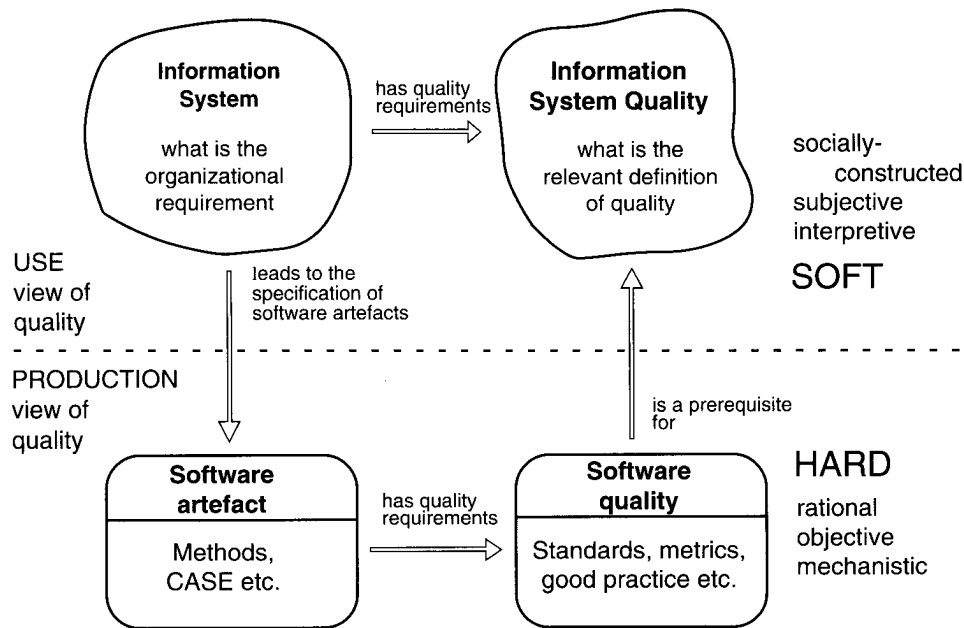 Information
System
what is the
organizational
requirement
has quality
requirements
Information
System Quality
what is the
relevant definition
of quality
socially-
constructed
subjective
interpretive
SOFT
USE
view of
quality
leads to the
specification of
software artefacts
PRODUCTION
view of
quality
is a prerequisite
for
Software
artefact
Methods,
CASE etc.
has quality
requirements
Software
quality
Standards, metrics,
good practice etc.
HARD
rational
objective
mechanistic